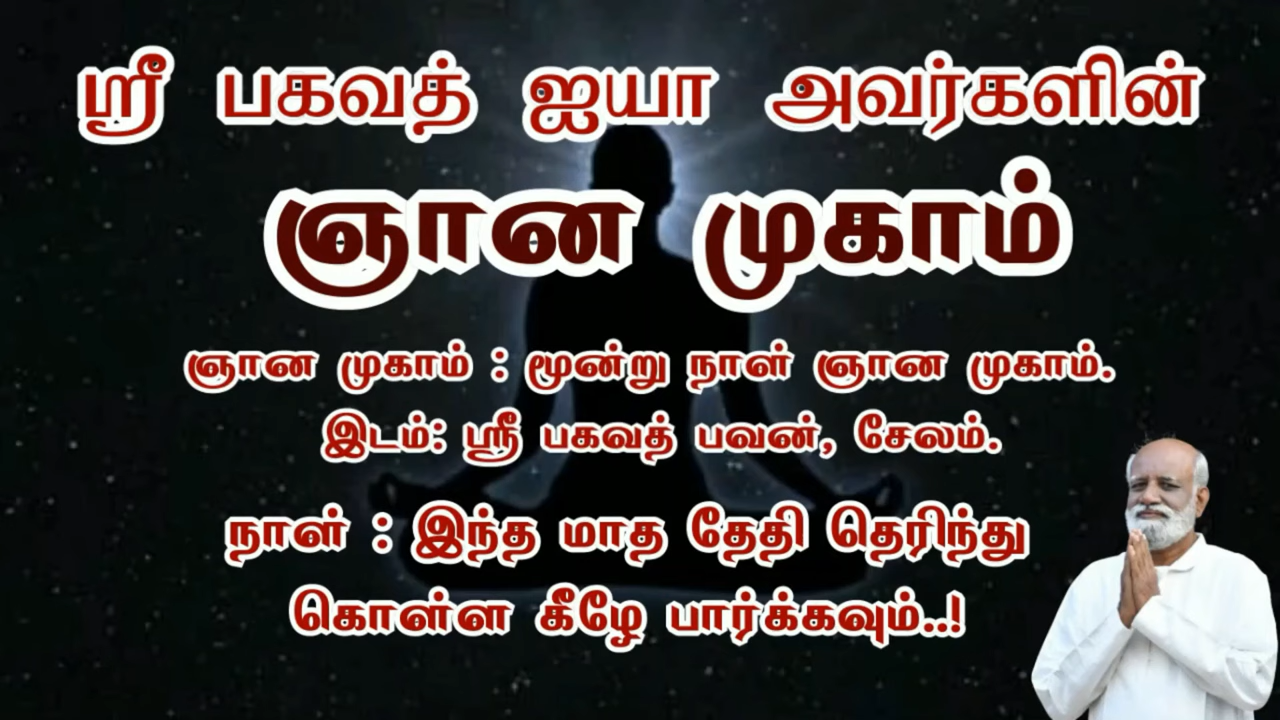 ஸ்ரீ பகவத் ஐயா அவர்களின்
ஞான முகாம்
ஞான முகாம் : மூன்று நாள் ஞான முகாம்.
இடம்: ஸ்ரீ பகவத் பவன், சேலம்.
நாள் : இந்த மாத தேதி தெரிந்து
கொள்ள கீழே பார்க்கவும்..!